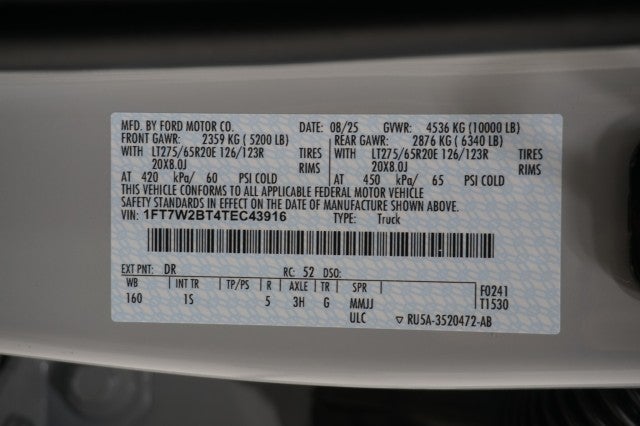 MFD. BY FORD MOTOR CO. DATE: 08/25 GVWR: 4536 KG (10000 LB)
FRONT GAWR: 2359 KG ( 5200 LB) REAR GAWR: 2876 KG ( 6340 LB)
WITH LT275/65R20E 126/123R TIRES WITH LT275/65R20E 126/123R TIRES
20X8.0J RIMS 20X8.0J RIMS
AT 420 kPa/ 60 PSI COLD AT 450 kPa/ 65 PSI COLD
THIS VEHICLE CONFORMS TO ALL APPLICABLE FEDERAL MOTOR VEHICLE
SAFETY STANDARDS IN EFFECT ON THE DATE OF MANUFACTURE SHOWN ABOVE.
VIN: 1FT7W2BT4TEC43916 TYPE: Truck
EXT PNT: DR RC: 52 DSO:
WB INT TR TP/PS R AXLE TR SPR F0241
160 1S 5 3H G MMJJ T1530
ULC ▽ RU5A-3520472-AB